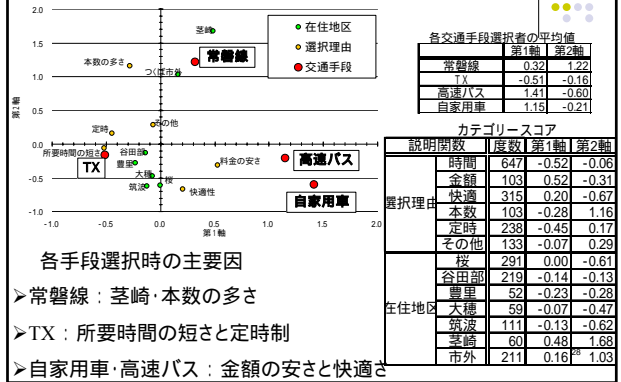 2.0
1.5
1.0
0.5
0.0
-0.5
-1.0
-1.0
-0.5
0.0
0.5
1.0
1.5
2.0
第2軸
第1軸
在住地区
選択理由
交通手段
茎崎
常磐線
本数の多さ
つくば市外
その他
定時
所要時間の短さ
谷田部
TX
豊里
大穂
筑波
桜
快適性
料金の安さ
高速バス
自家用車
各交通手段選択者の平均値
第1軸 第2軸
常磐線 0.32 1.22
TX -0.51 -0.16
高速バス 1.41 -0.60
自家用車 1.15 -0.21
カテゴリースコア
説明関数 度数 第1軸 第2軸
選択理由
時間 647 -0.52 -0.06
金額 103 0.52 -0.31
快適 315 0.20 -0.67
本数 103 -0.28 1.16
定時 238 -0.45 0.17
その他 133 -0.07 0.29
在住地区
桜 291 0.00 -0.61
谷田部 219 -0.14 -0.13
豊里 52 -0.23 -0.28
大穂 59 -0.07 -0.47
筑波 111 -0.13 -0.62
茎崎 60 0.48 1.68
市外 211 0.16 1.03
28
各手段選択時の主要因
➢常磐線：茎崎・本数の多さ
➢TX：所要時間の短さと定時制
➢自家用車・高速バス：金額の安さと快適さ